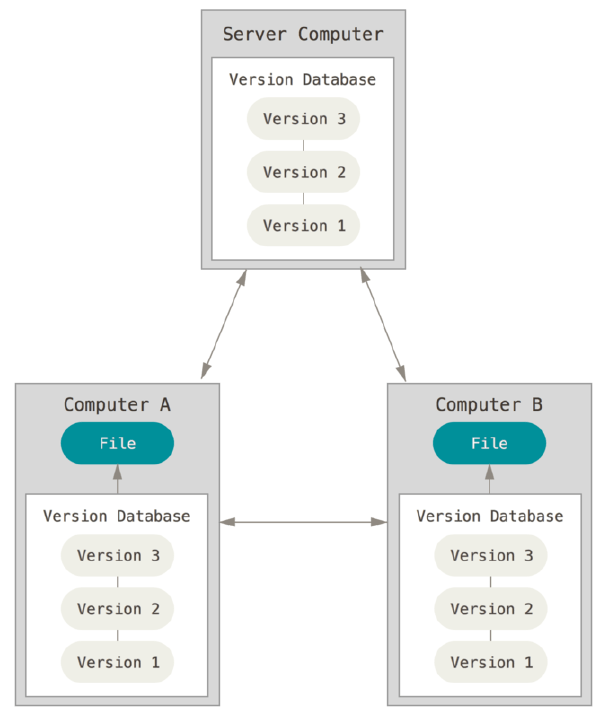 Server Computer
Version Database
Version 3
Version 2
Version 1
Computer A
File
Version Database
Version 3
Version 2
Version 1
Computer B
File
Version Database
Version 3
Version 2
Version 1